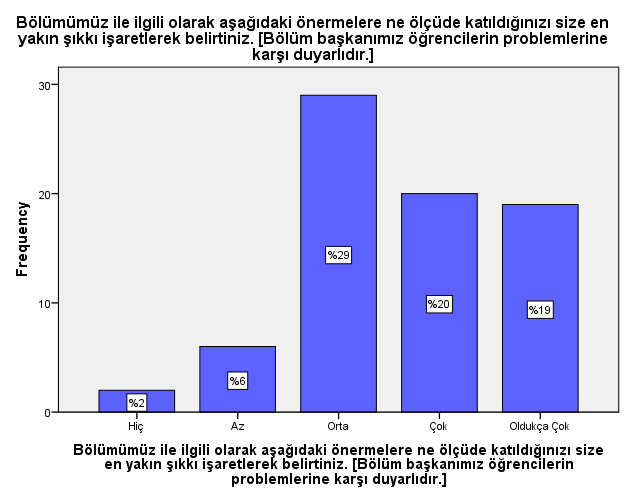 Bölümümüz ile ilgili olarak aşağıdaki önermelere ne ölçüde katıldığınızı size en
yakın şıkkı işaretlerek belirtiniz. [Bölüm başkanımız öğrencilerin problemlerine
karşı duyarlıdır.]
30
20
10
0
Frequency
%2
%6
%29
%20
%19
Hiç
Az
Orta
Çok
Oldukça Çok
Bölümümüz ile ilgili olarak aşağıdaki önermelere ne ölçüde katıldığınızı size
en yakın şıkkı işaretlerek belirtiniz. [Bölüm başkanımız öğrencilerin
problemlerine karşı duyarlıdır.]